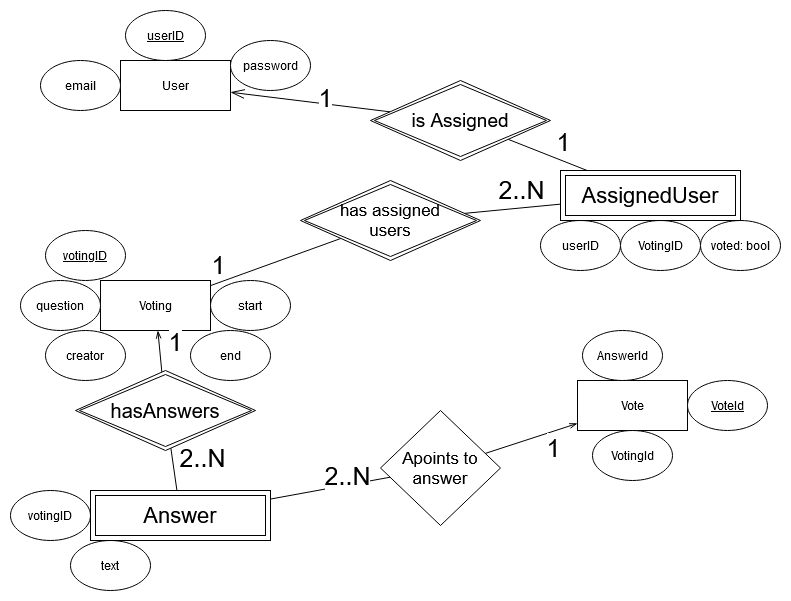 userID
email
User
password
1
is Assigned
1
2..N
AssignedUser
has assigned
users
userID
VotingID
voted: bool
votingID
1
question
Voting
start
creator
1
end
AnswerId
hasAnswers
Vote
VoteId
2..N
Apoints to
answer
1
VotingId
2..N
votingID
Answer
text